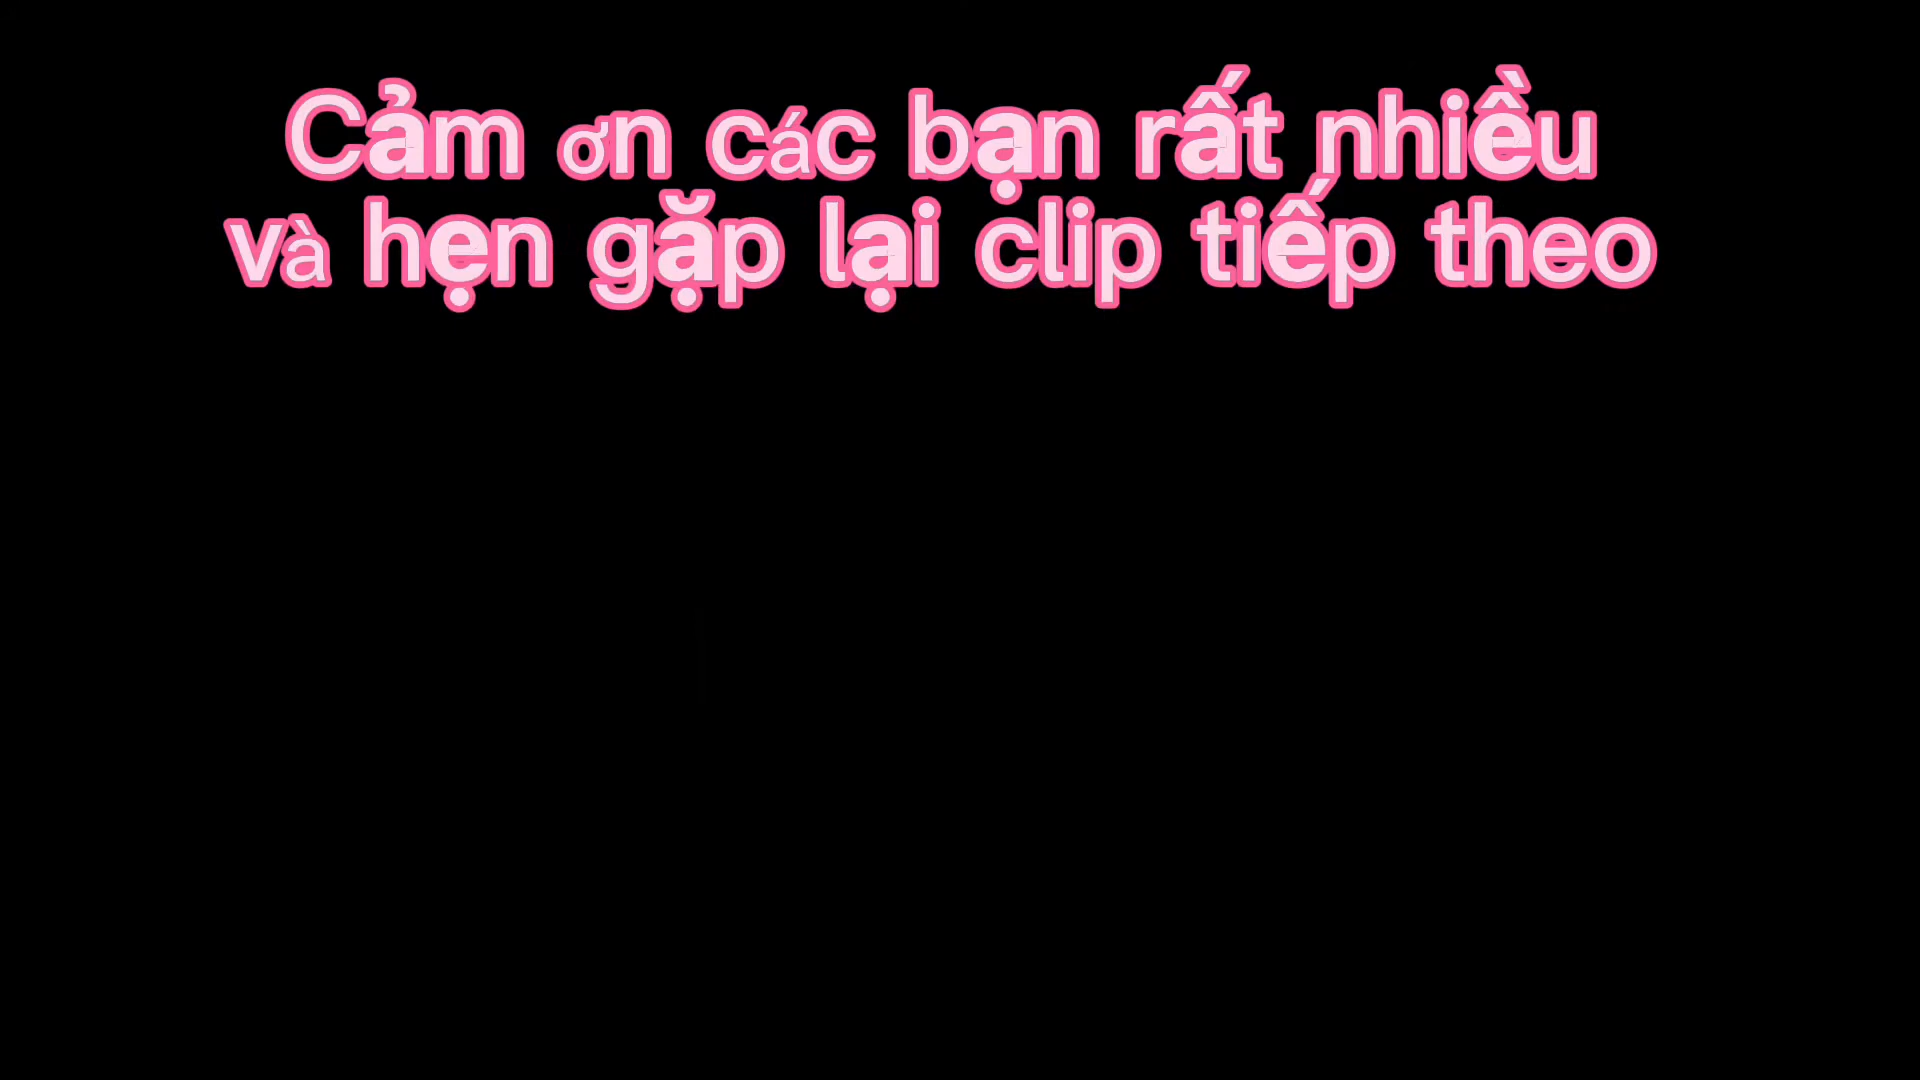 Cảm ơn các bạn rất nhiều
và hẹn gặp lại clip tiếp theo